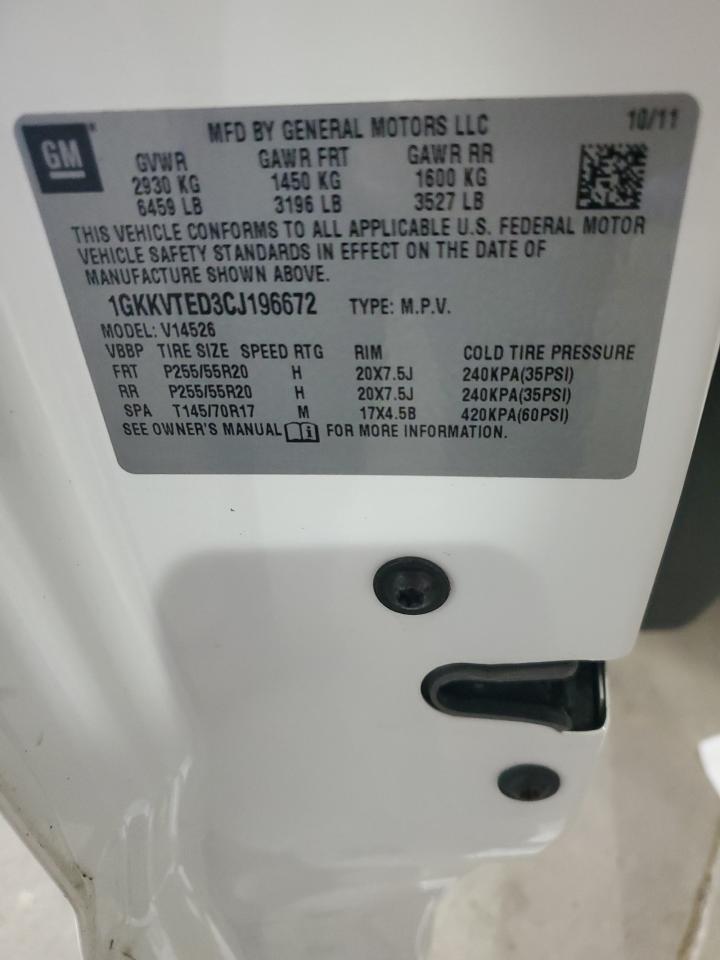 GM
MFD BY GENERAL MOTORS LLC 10/11
GVWR GAWR FRT GAWR RR
2930 KG 1450 KG 1600 KG
6459 LB 3196 LB 3527 LB
THIS VEHICLE CONFORMS TO ALL APPLICABLE U.S. FEDERAL MOTOR
VEHICLE SAFETY STANDARDS IN EFFECT ON THE DATE OF
MANUFACTURE SHOWN ABOVE.
1GKKVTED3CJ196672 TYPE: M.P.V.
MODEL: V14526
VBBP TIRE SIZE SPEED RTG RIM COLD TIRE PRESSURE
FRT P255/55R20 H 20X7.5J 240KPA(35PSI)
RR P255/55R20 H 20X7.5J 240KPA(35PSI)
SPA T145/70R17 M 17X4.5B 420KPA(60PSI)
SEE OWNER'S MANUAL i FOR MORE INFORMATION.